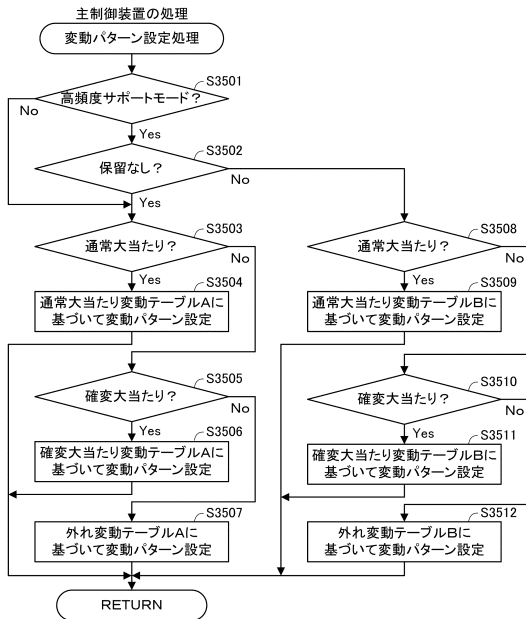 主制御装置の処理
変動パターン設定処理
S3501
高頻度サポートモード?
No
Yes
S3502
保留なし?
No
Yes
S3503
通常大当たり?
No
Yes
S3504
通常大当たり変動テーブルAに
基づいて変動パターン設定
S3505
確変大当たり?
No
Yes
S3506
確変大当たり変動テーブルAに
基づいて変動パターン設定
S3507
外れ変動テーブルAに
基づいて変動パターン設定
S3508
通常大当たり?
No
Yes
S3509
通常大当たり変動テーブルBに
基づいて変動パターン設定
S3510
確変大当たり?
No
Yes
S3511
確変大当たり変動テーブルBに
基づいて変動パターン設定
S3512
外れ変動テーブルBに
基づいて変動パターン設定
RETURN